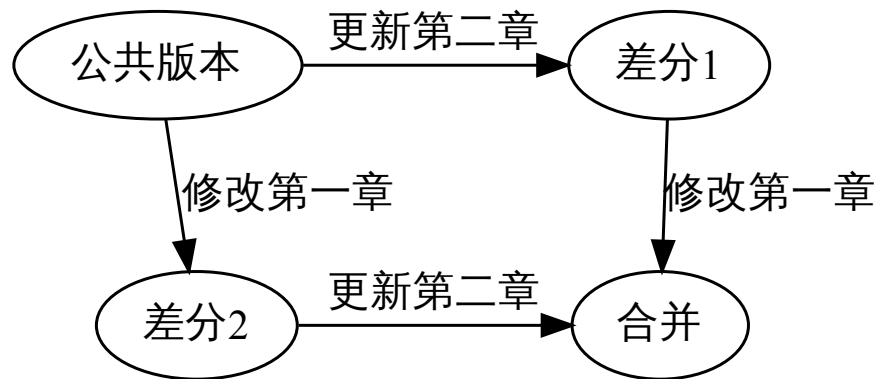 更新第二章
公共版本
差分1
修改第一章
修改第一章
更新第二章
差分2
合并